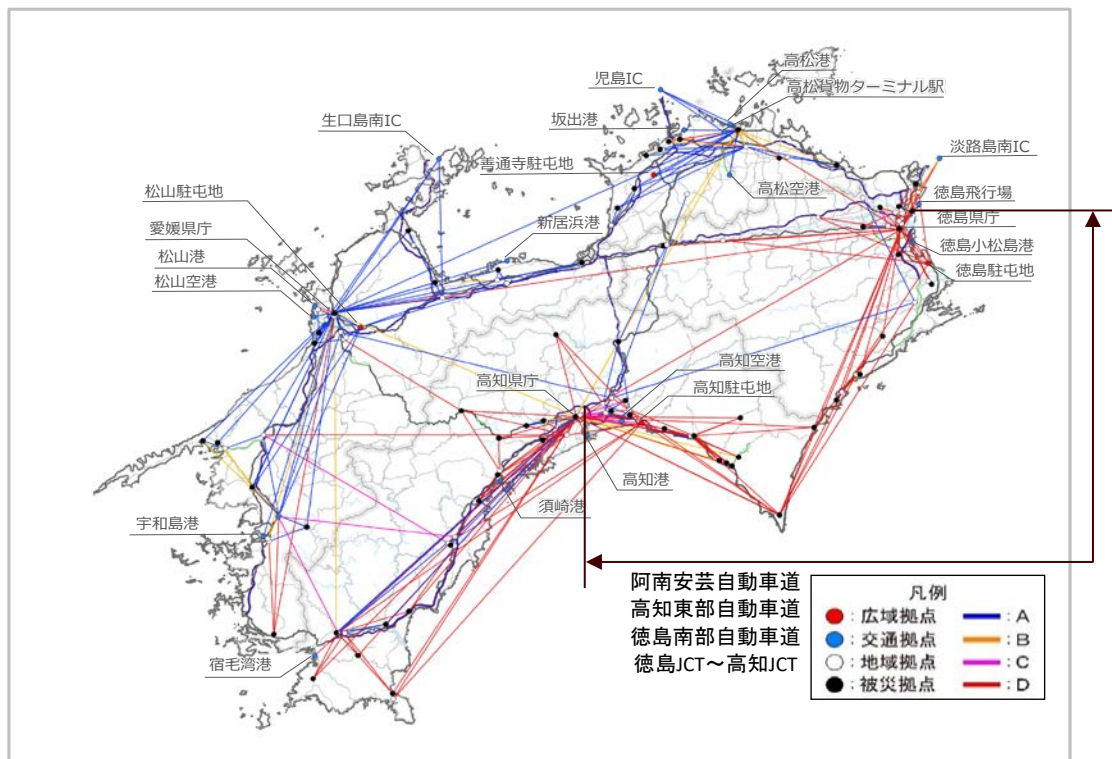 高松港
児島IC
高松貨物ターミナル駅
坂出港
生口島南IC
淡路島南IC
善通寺駐屯地
高松空港
徳島飛行場
松山駐屯地
徳島県庁
愛媛県庁
新居浜港
徳島小松島港
松山港
徳島駐屯地
松山空港
高知空港
高知県庁
高知駐屯地
高知港
須崎港
宇和島港
宿毛湾港
阿南安芸自動車道
高知東部自動車道
徳島南部自動車道
徳島JCT～高知JCT
凡例
：広域拠点 ：A
：交通拠点 ：B
：地域拠点 ：C
：被災拠点 ：D